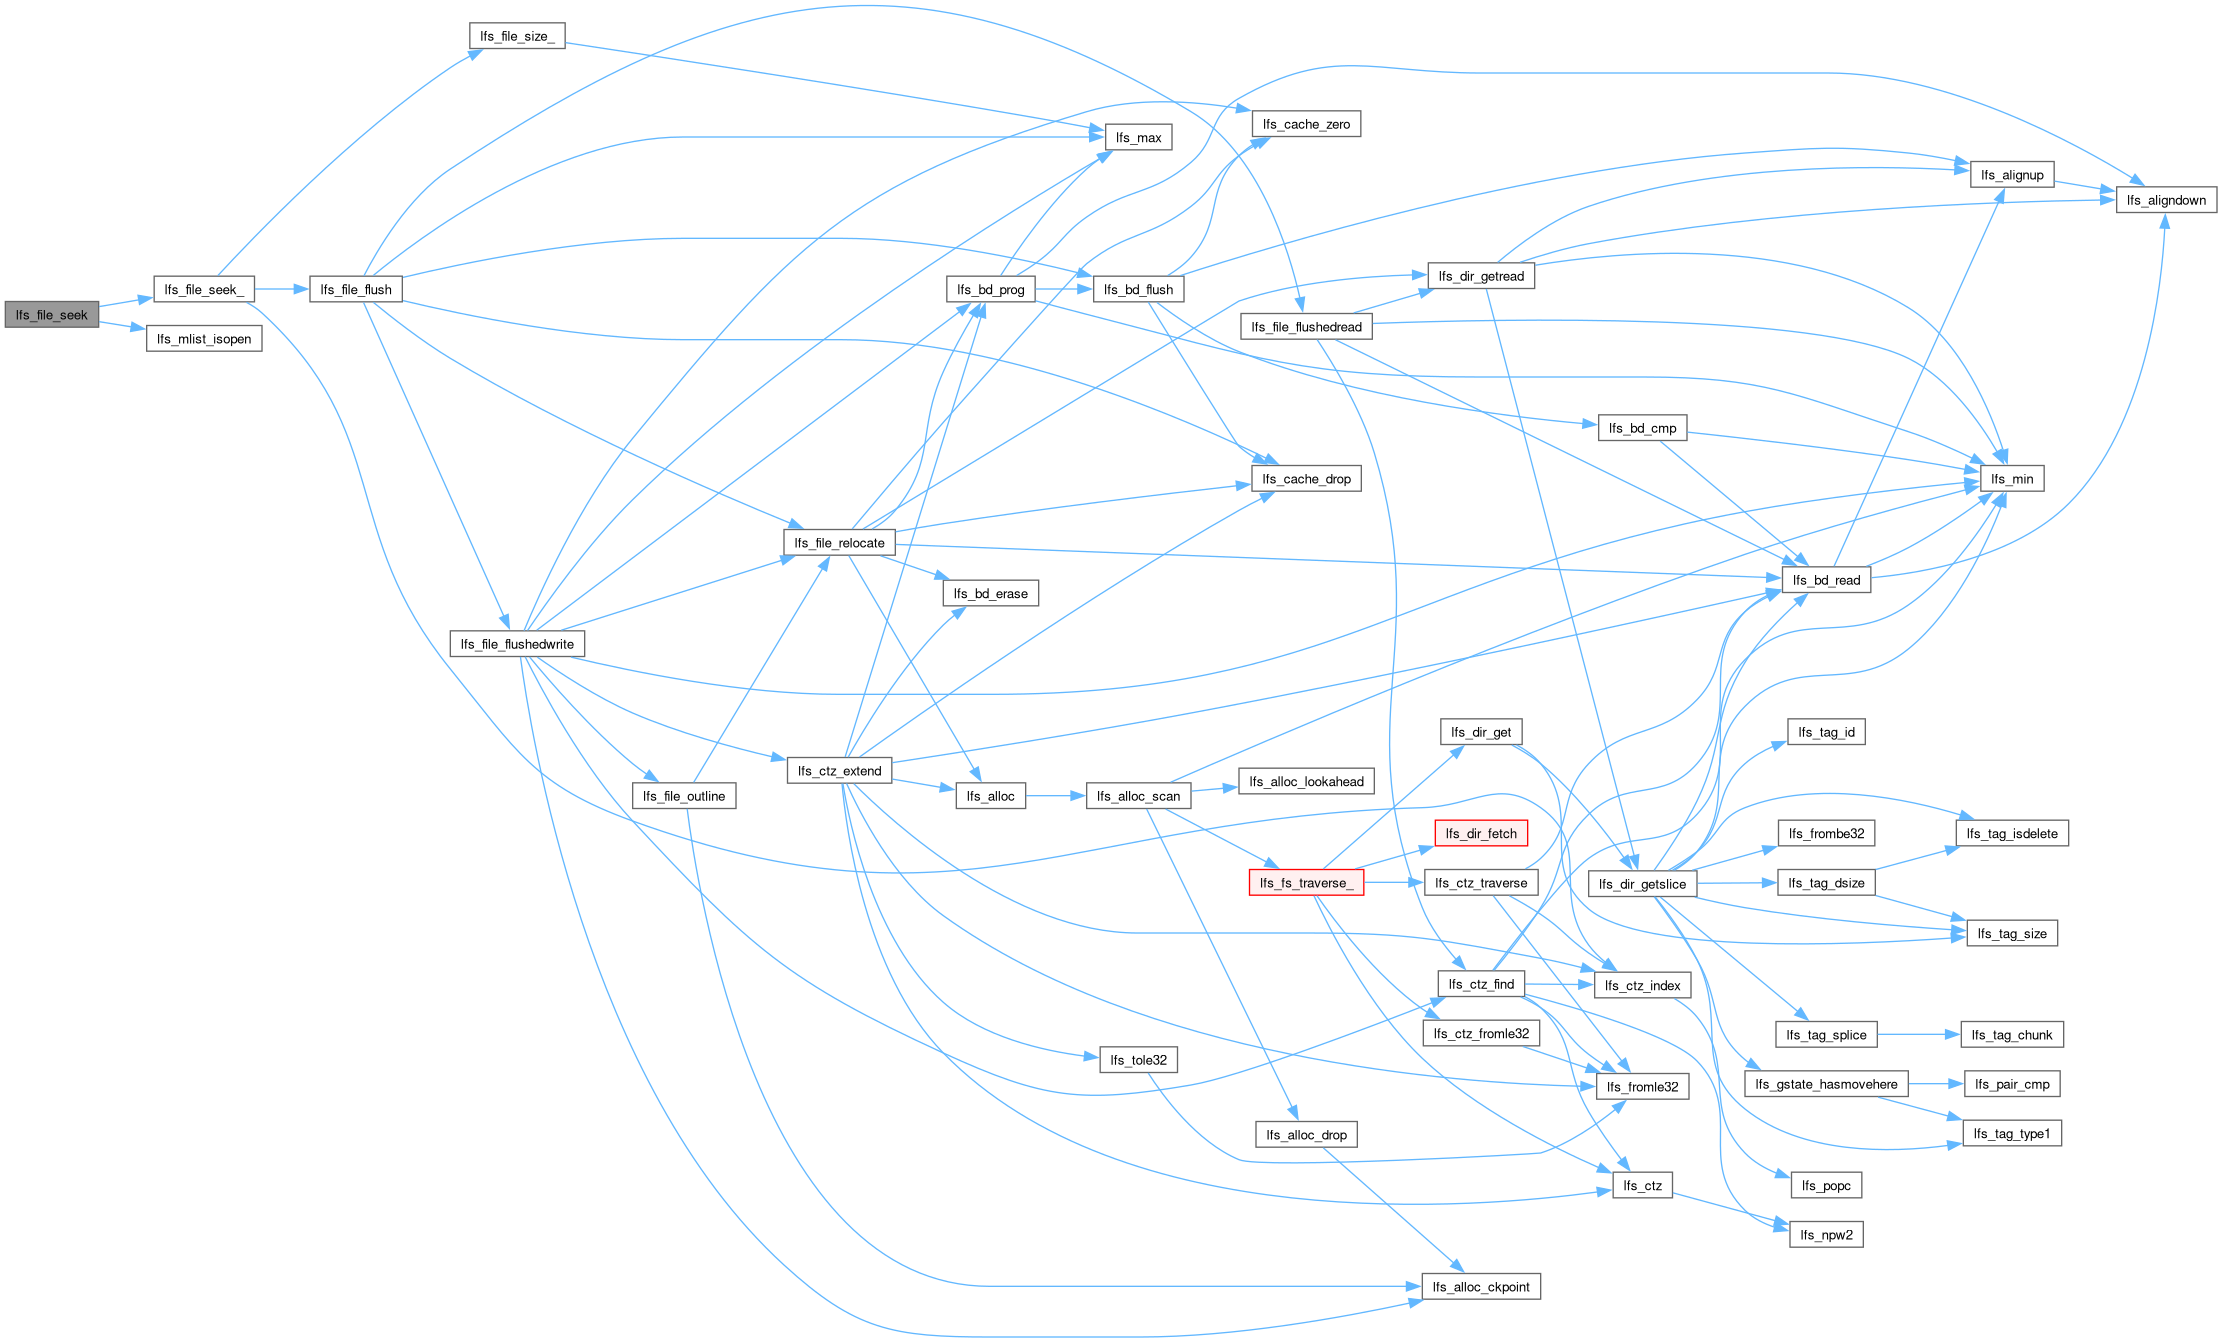 lfs_file_seek
lfs_file_seek_
lfs_mlist_isopen
lfs_file_size_
lfs_file_flush
lfs_file_flushedwrite
lfs_file_outline
lfs_file_relocate
lfs_ctz_extend
lfs_bd_prog
lfs_bd_erase
lfs_alloc
lfs_max
lfs_bd_flush
lfs_alloc_scan
lfs_tole32
lfs_cache_zero
lfs_file_flushedread
lfs_cache_drop
lfs_alloc_lookahead
lfs_fs_traverse_
lfs_alloc_drop
lfs_dir_getread
lfs_dir_get
lfs_dir_fetch
lfs_ctz_traverse
lfs_ctz_find
lfs_ctz_fromle32
lfs_alloc_ckpoint
lfs_bd_cmp
lfs_dir_getslice
lfs_ctz_index
lfs_fromle32
lfs_ctz
lfs_bd_read
lfs_tag_id
lfs_frombe32
lfs_tag_dsize
lfs_tag_splice
lfs_gstate_hasmovehere
lfs_popc
lfs_npw2
lfs_alignup
lfs_min
lfs_tag_isdelete
lfs_tag_size
lfs_tag_chunk
lfs_pair_cmp
lfs_tag_type1
lfs_aligndown